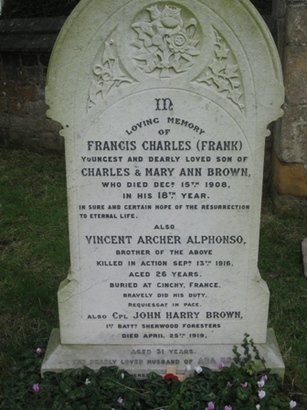 IN
LOVING MEMORY
OF
FRANCIS CHARLES (FRANK)
YOUNGEST AND DEARLY LOVED SON OF
CHARLES & MARY ANN BROWN,
WHO DIED DECR 15TH 1908,
IN HIS 18TH YEAR.
IN SURE AND CERTAIN HOPE OF THE RESURRECTION
TO ETERNAL LIFE.
ALSO
VINCENT ARCHER ALPHONSO,
BROTHER OF THE ABOVE
KILLED IN ACTION SEPT 13TH 1916,
AGED 26 YEARS.
BURIED AT GINCHY, FRANCE.
BRAVELY DID HIS DUTY.
REQUIESCAT IN PACE.
ALSO CPL JOHN HARRY BROWN,
1ST BATTN SHERWOOD FORESTERS
DIED APRIL 25TH 1919,
AGED 31 YEARS.
THE DEARLY LOVED HUSBAND OF ADA